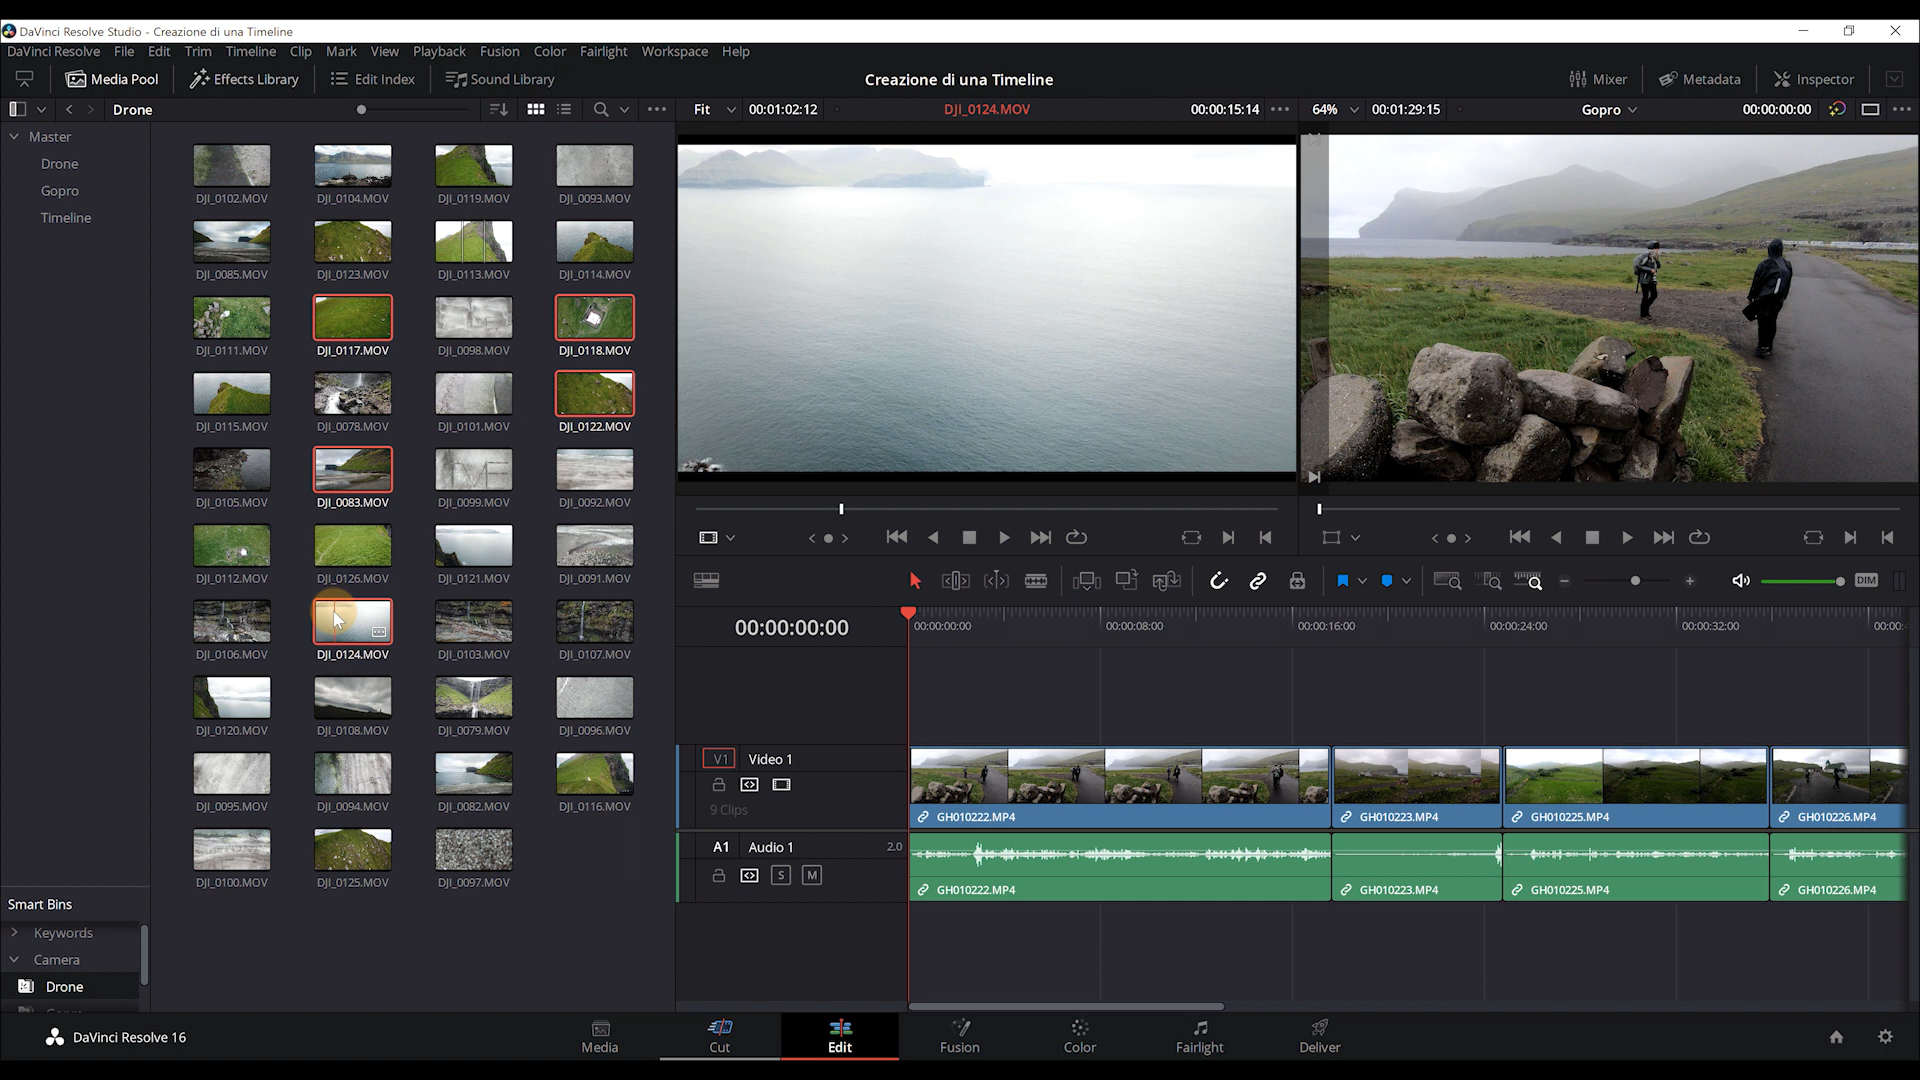 DaVinci Resolve Studio - Creazione di una Timeline
DaVinci Resolve File Edit Trim Timeline Clip Mark View Playback Fusion Color Fairlight Workspace Help
Media Pool Effects Library Edit Index Sound Library Creazione di una Timeline Mixer Metadata Inspector
Drone Fit 00:01:02:12 DJI_0124.MOV 00:00:15:14 64% 00:01:29:15 Gopro 00:00:00:00
Master
Drone
Gopro
Timeline
DJI_0102.MOV DJI_0104.MOV DJI_0119.MOV DJI_0093.MOV
DJI_0085.MOV DJI_0123.MOV DJI_0113.MOV DJI_0114.MOV
DJI_0111.MOV DJI_0117.MOV DJI_0098.MOV DJI_0118.MOV
DJI_0115.MOV DJI_0078.MOV DJI_0101.MOV DJI_0122.MOV
DJI_0105.MOV DJI_0083.MOV DJI_0099.MOV DJI_0092.MOV
DJI_0112.MOV DJI_0126.MOV DJI_0121.MOV DJI_0091.MOV
DJI_0106.MOV DJI_0124.MOV DJI_0103.MOV DJI_0107.MOV
DJI_0120.MOV DJI_0108.MOV DJI_0079.MOV DJI_0096.MOV
DJI_0095.MOV DJI_0094.MOV DJI_0082.MOV DJI_0116.MOV
DJI_0100.MOV DJI_0125.MOV DJI_0097.MOV
Smart Bins
Keywords
Camera
Drone
DIM
00:00:00:00
00:00:00:00 00:00:08:00 00:00:16:00 00:00:24:00 00:00:32:00 00:00:
V1 Video 1
9 Clips
GH010222.MP4 GH010223.MP4 GH010225.MP4 GH010226.MP4
A1 Audio 1 2.0
S M
GH010222.MP4 GH010223.MP4 GH010225.MP4 GH010226.MP4
DaVinci Resolve 16
Media Cut Edit Fusion Color Fairlight Deliver